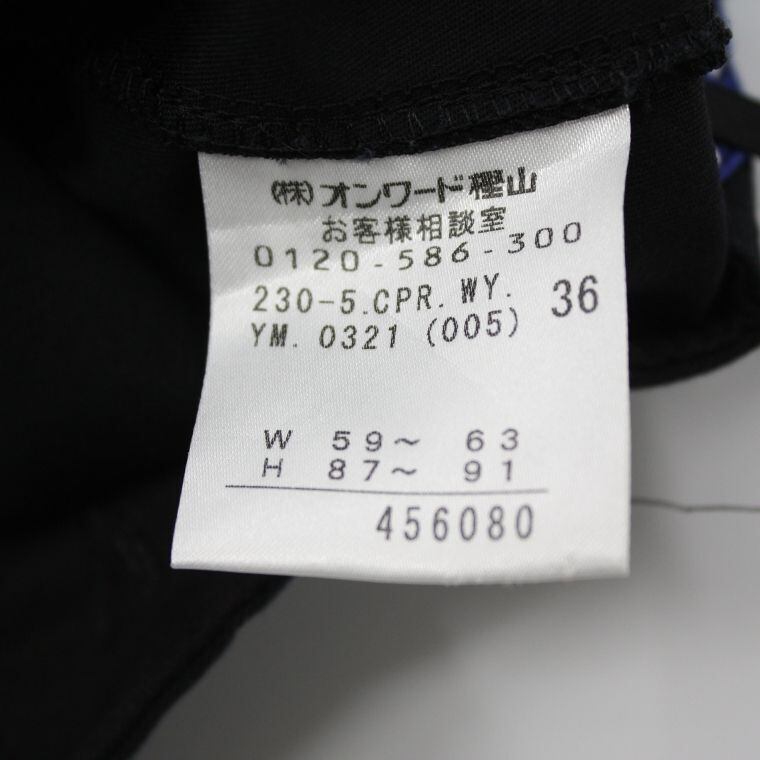 (株)オンワード樫山
お客様相談室
0120-586-300
230-5.CPR.WY. 36
YM. 0321 (005)
W 59〜 63
H 87〜 91
456080